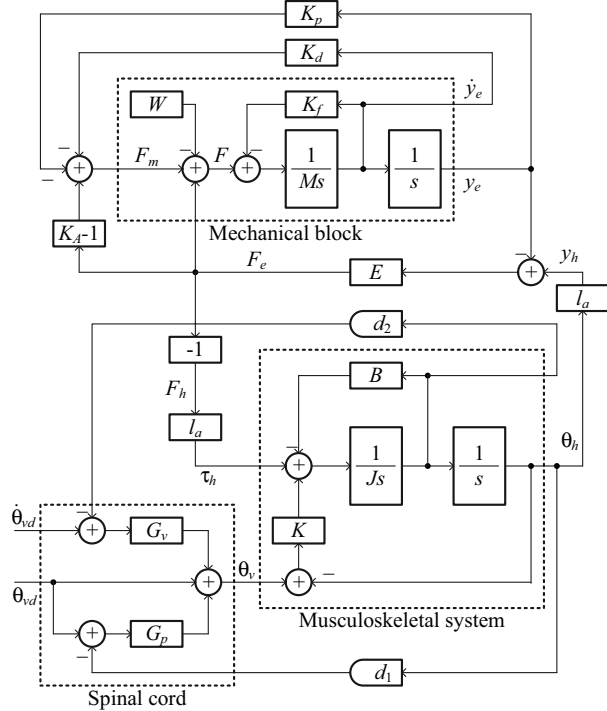 K_p
K_d
ẏ_e
W
K_f
F_m
F
1/Ms
1/s
y_e
K_A-1
Mechanical block
F_e
E
y_h
l_a
d_2
-1
B
F_h
l_a
1/Js
1/s
θ_h
τ_h
θ̇_vd
G_v
K
θ_vd
θ_v
G_p
Musculoskeletal system
d_1
Spinal cord